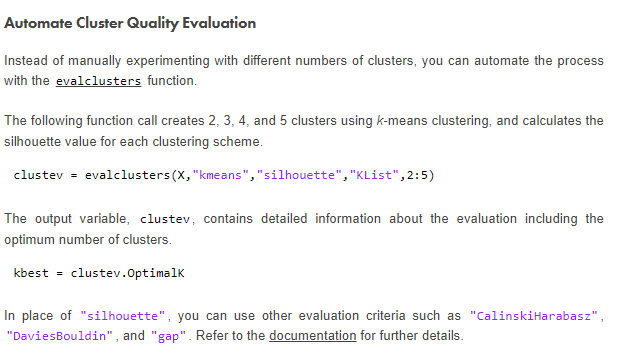 Automate Cluster Quality Evaluation
Instead of manually experimenting with different numbers of clusters, you can automate the process
with the evalclusters function.
The following function call creates 2, 3, 4, and 5 clusters using k-means clustering, and calculates the
silhouette value for each clustering scheme.
clustev = evalclusters(X,"kmeans","silhouette","KList",2:5)
The output variable, clustev, contains detailed information about the evaluation including the
optimum number of clusters.
kbest = clustev.OptimalK
In place of "silhouette", you can use other evaluation criteria such as "CalinskiHarabasz",
"DaviesBouldin", and "gap". Refer to the documentation for further details.